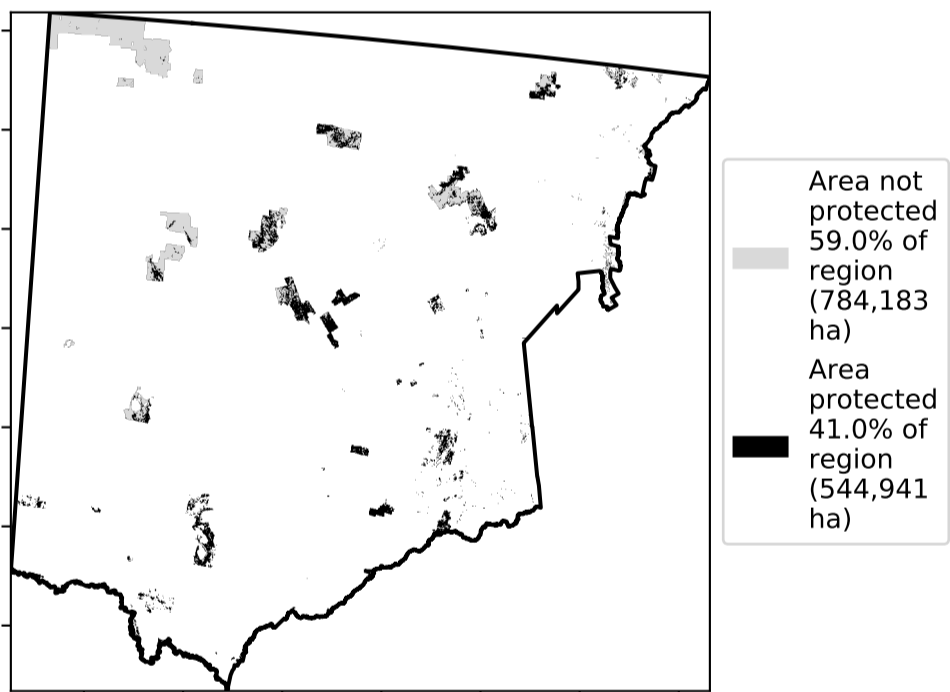 Area not
protected
59.0% of
region
(784,183
ha)
Area
protected
41.0% of
region
(544,941
ha)